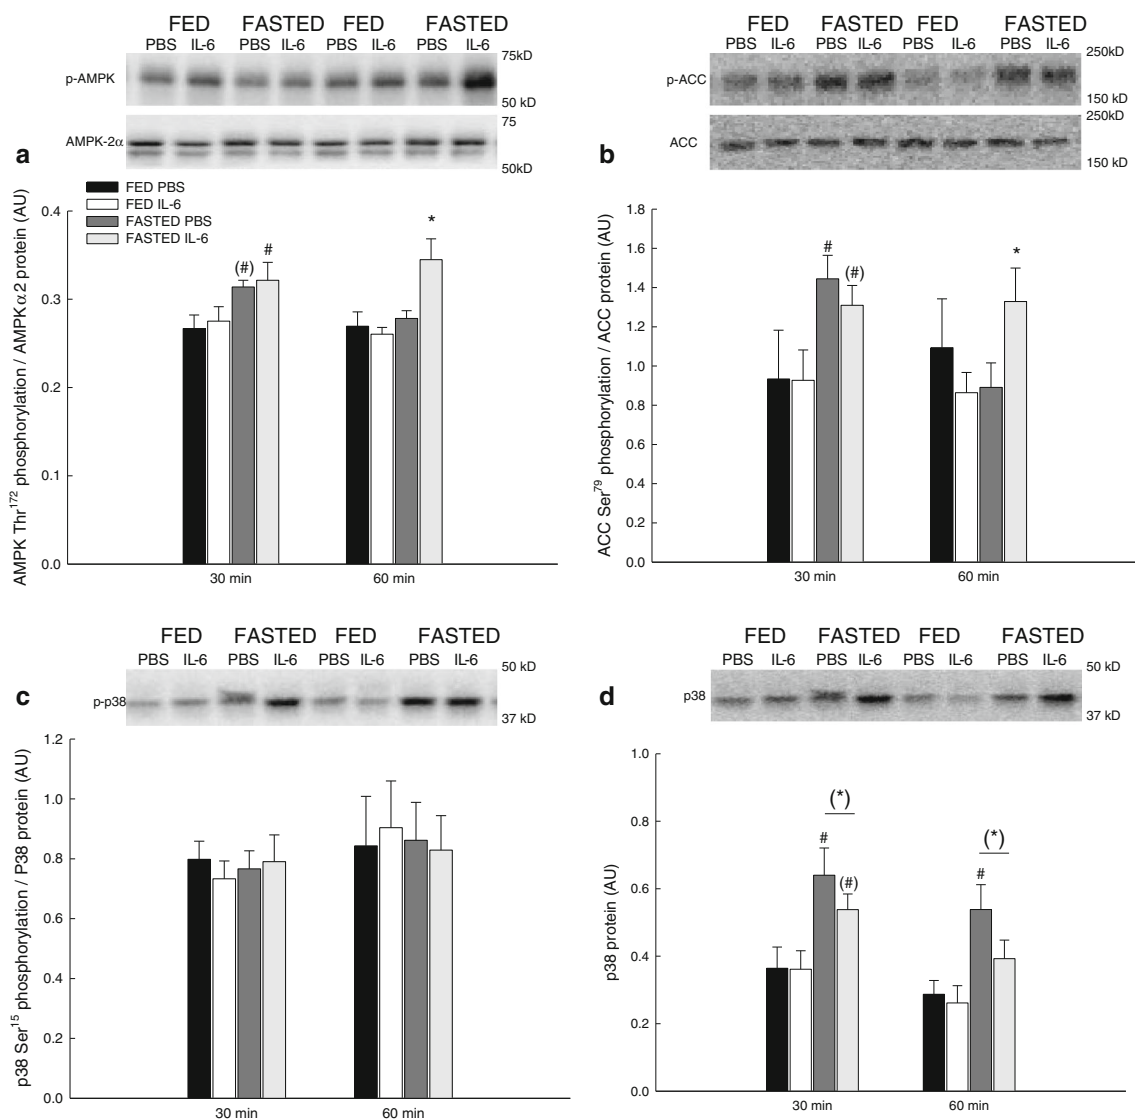 FED FASTED FED FASTED
PBS IL-6 PBS IL-6 PBS IL-6 PBS IL-6
75kD
p-AMPK
50 kD
75
AMPK-2α
50kD
a
FED PBS
FED IL-6
FASTED PBS
FASTED IL-6
AMPK Thr172 phosphorylation / AMPKα2 protein (AU)
0.4
0.3
0.2
0.1
0.0
(#)
#
*
30 min 60 min
FED FASTED FED FASTED
PBS IL-6 PBS IL-6 PBS IL-6 PBS IL-6
250kD
p-ACC
150 kD
250kD
ACC
150 kD
b
ACC Ser79 phosphorylation / ACC protein (AU)
1.8
1.6
1.4
1.2
1.0
0.8
0.6
0.4
0.2
0.0
#
(#)
*
30 min 60 min
FED FASTED FED FASTED
PBS IL-6 PBS IL-6 PBS IL-6 PBS IL-6
50 kD
p-p38
37 kD
c
p38 Ser15 phosphorylation / P38 protein (AU)
1.2
1.0
0.8
0.6
0.4
0.2
0.0
30 min 60 min
FED FASTED FED FASTED
PBS IL-6 PBS IL-6 PBS IL-6 PBS IL-6
50 kD
p38
37 kD
d
p38 protein (AU)
1.0
0.8
0.6
0.4
0.2
0.0
(*)
#
(#)
(*)
#
30 min 60 min